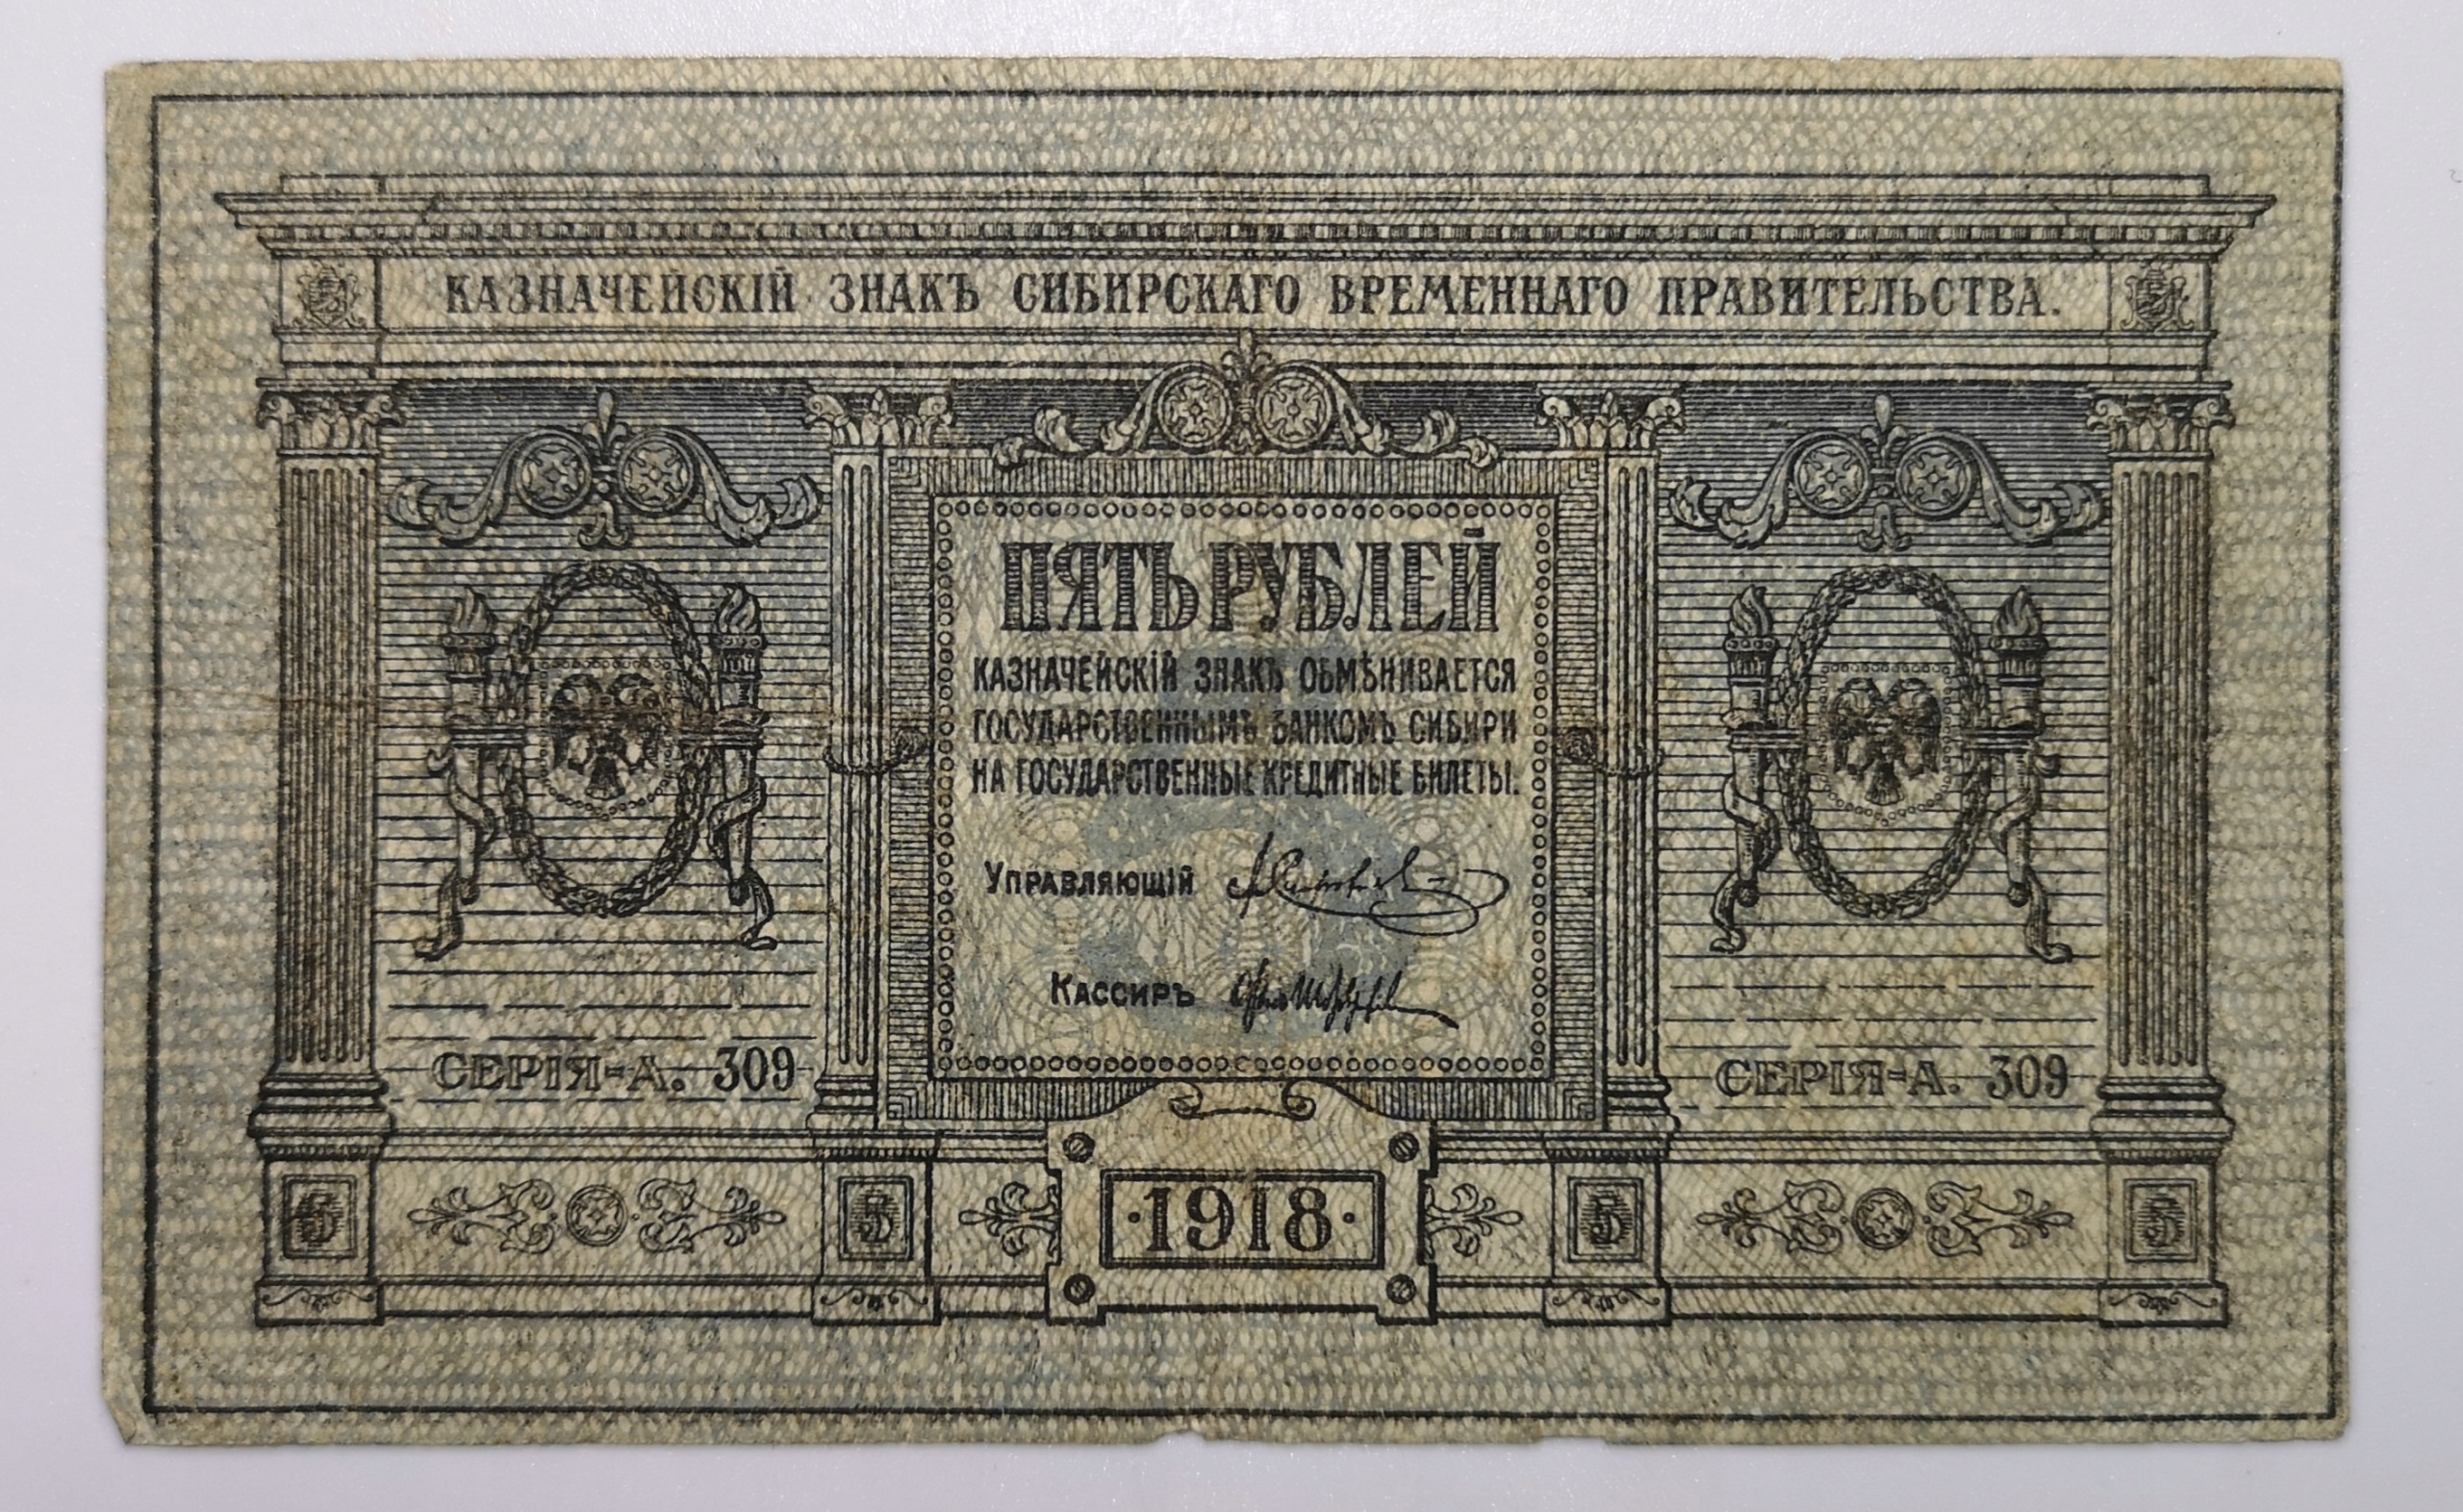 КАЗНАЧЕЙСКІЙ ЗНАКЪ СИБИРСКАГО ВРЕМЕННАГО ПРАВИТЕЛЬСТВА.
ПЯТЬ РУБЛЕЙ
КАЗНАЧЕЙСКІЙ ЗНАКЪ ОБМѢНИВАЕТСЯ
ГОСУДАРСТВЕННЫМЪ БАНКОМЪ СИБИРИ
НА ГОСУДАРСТВЕННЫЕ КРЕДИТНЫЕ БИЛЕТЫ.
УПРАВЛЯЮЩІЙ
КАССИРЪ
СЕРІЯ=А. 309
СЕРІЯ=А. 309
5
5
·1918·
5
5